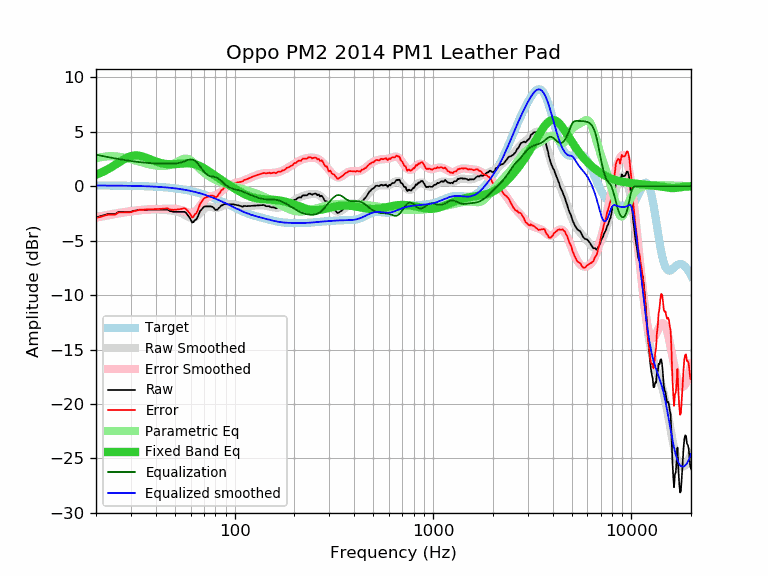 Oppo PM2 2014 PM1 Leather Pad
10
5
0
−5
−10
−15
−20
−25
−30
Amplitude (dBr)
Target
Raw Smoothed
Error Smoothed
Raw
Error
Parametric Eq
Fixed Band Eq
Equalization
Equalized smoothed
100 1000 10000
Frequency (Hz)